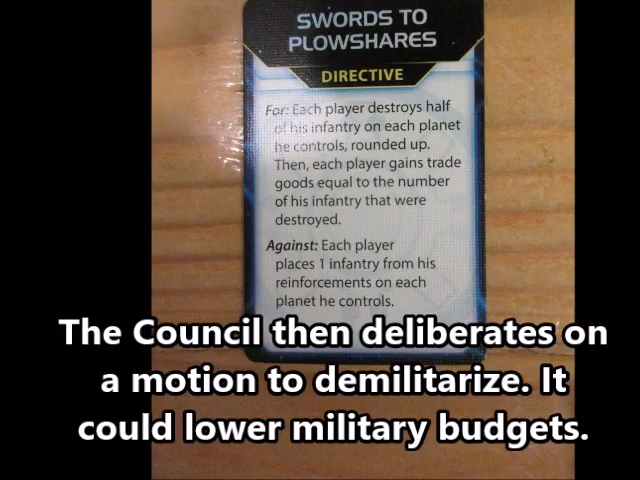 SWORDS TO
PLOWSHARES
DIRECTIVE
For: Each player destroys half
of his infantry on each planet
he controls, rounded up.
Then, each player gains trade
goods equal to the number
of his infantry that were
destroyed.
Against: Each player
places 1 infantry from his
reinforcements on each
planet he controls.
The Council then deliberates on
a motion to demilitarize. It
could lower military budgets.